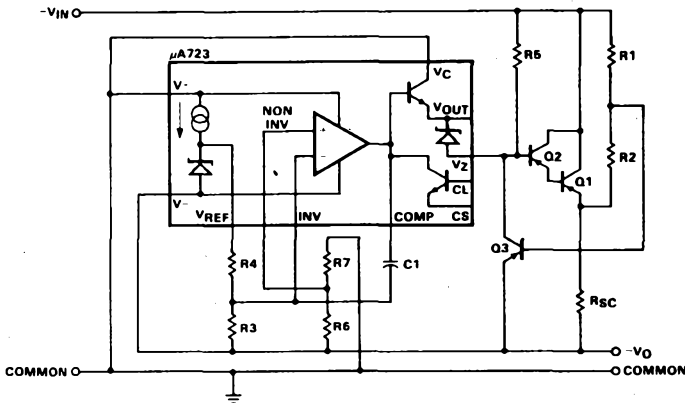 -VIN
R5
R1
μA723
VC
V-
NON
INV
VOUT
R2
VZ
Q2
Q1
CL
V-
VREF
INV
COMP
CS
Q3
R4
R7
C1
RSC
R3
R6
-VO
COMMON
COMMON